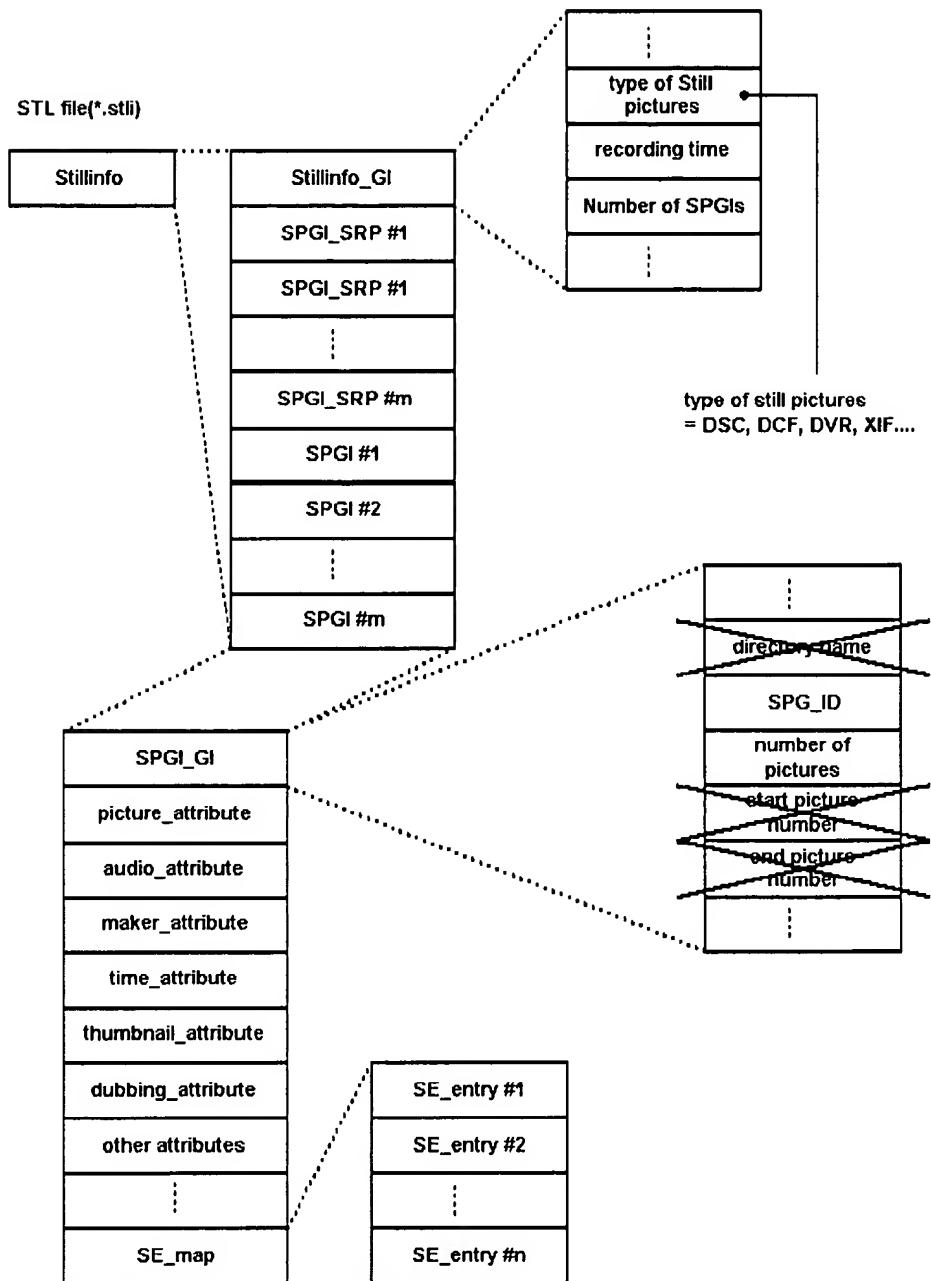 STL file(*.stli)
Stillinfo
Stillinfo_GI
SPGI_SRP #1
SPGI_SRP #1
SPGI_SRP #m
SPGI #1
SPGI #2
SPGI #m
type of Still
pictures
recording time
Number of SPGIs
type of still pictures
= DSC, DCF, DVR, XIF....
directory name
SPG_ID
number of
pictures
start picture
number
end picture
number
SPGI_GI
picture_attribute
audio_attribute
maker_attribute
time_attribute
thumbnail_attribute
dubbing_attribute
other attributes
SE_map
SE_entry #1
SE_entry #2
SE_entry #n